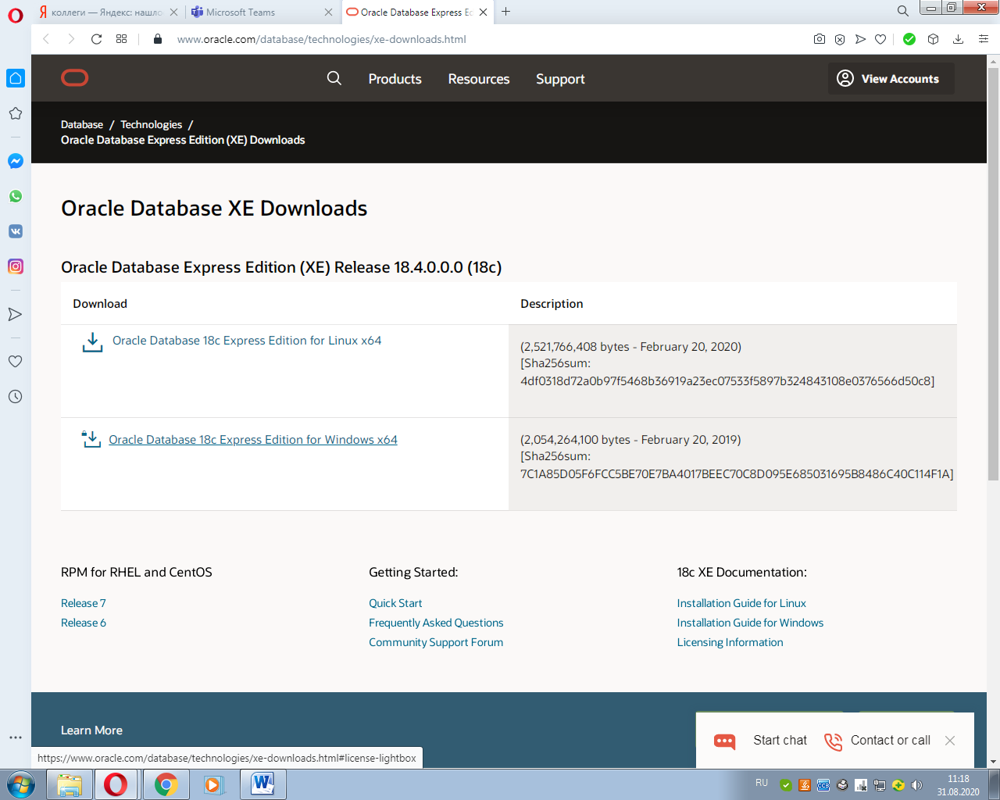 коллеги — Яндекс: нашло
Microsoft Teams
Oracle Database Express Ec
www.oracle.com/database/technologies/xe-downloads.html
Products
Resources
Support
View Accounts
Database / Technologies /
Oracle Database Express Edition (XE) Downloads
Oracle Database XE Downloads
Oracle Database Express Edition (XE) Release 18.4.0.0.0 (18c)
Download
Description
Oracle Database 18c Express Edition for Linux x64
(2,521,766,408 bytes - February 20, 2020)
[Sha256sum:
4df0318d72a0b97f5468b36919a23ec07533f5897b324843108e0376566d50c8]
Oracle Database 18c Express Edition for Windows x64
(2,054,264,100 bytes - February 20, 2019)
[Sha256sum:
7C1A85D05F6FCC5BE70E7BA4017BEEC70C8D095E685031695B8486C40C114F1A]
RPM for RHEL and CentOS
Release 7
Release 6
Getting Started:
Quick Start
Frequently Asked Questions
Community Support Forum
18c XE Documentation:
Installation Guide for Linux
Installation Guide for Windows
Licensing Information
Learn More
Start chat
Contact or call
https://www.oracle.com/database/technologies/xe-downloads.html#license-lightbox
RU
11:18
31.08.2020